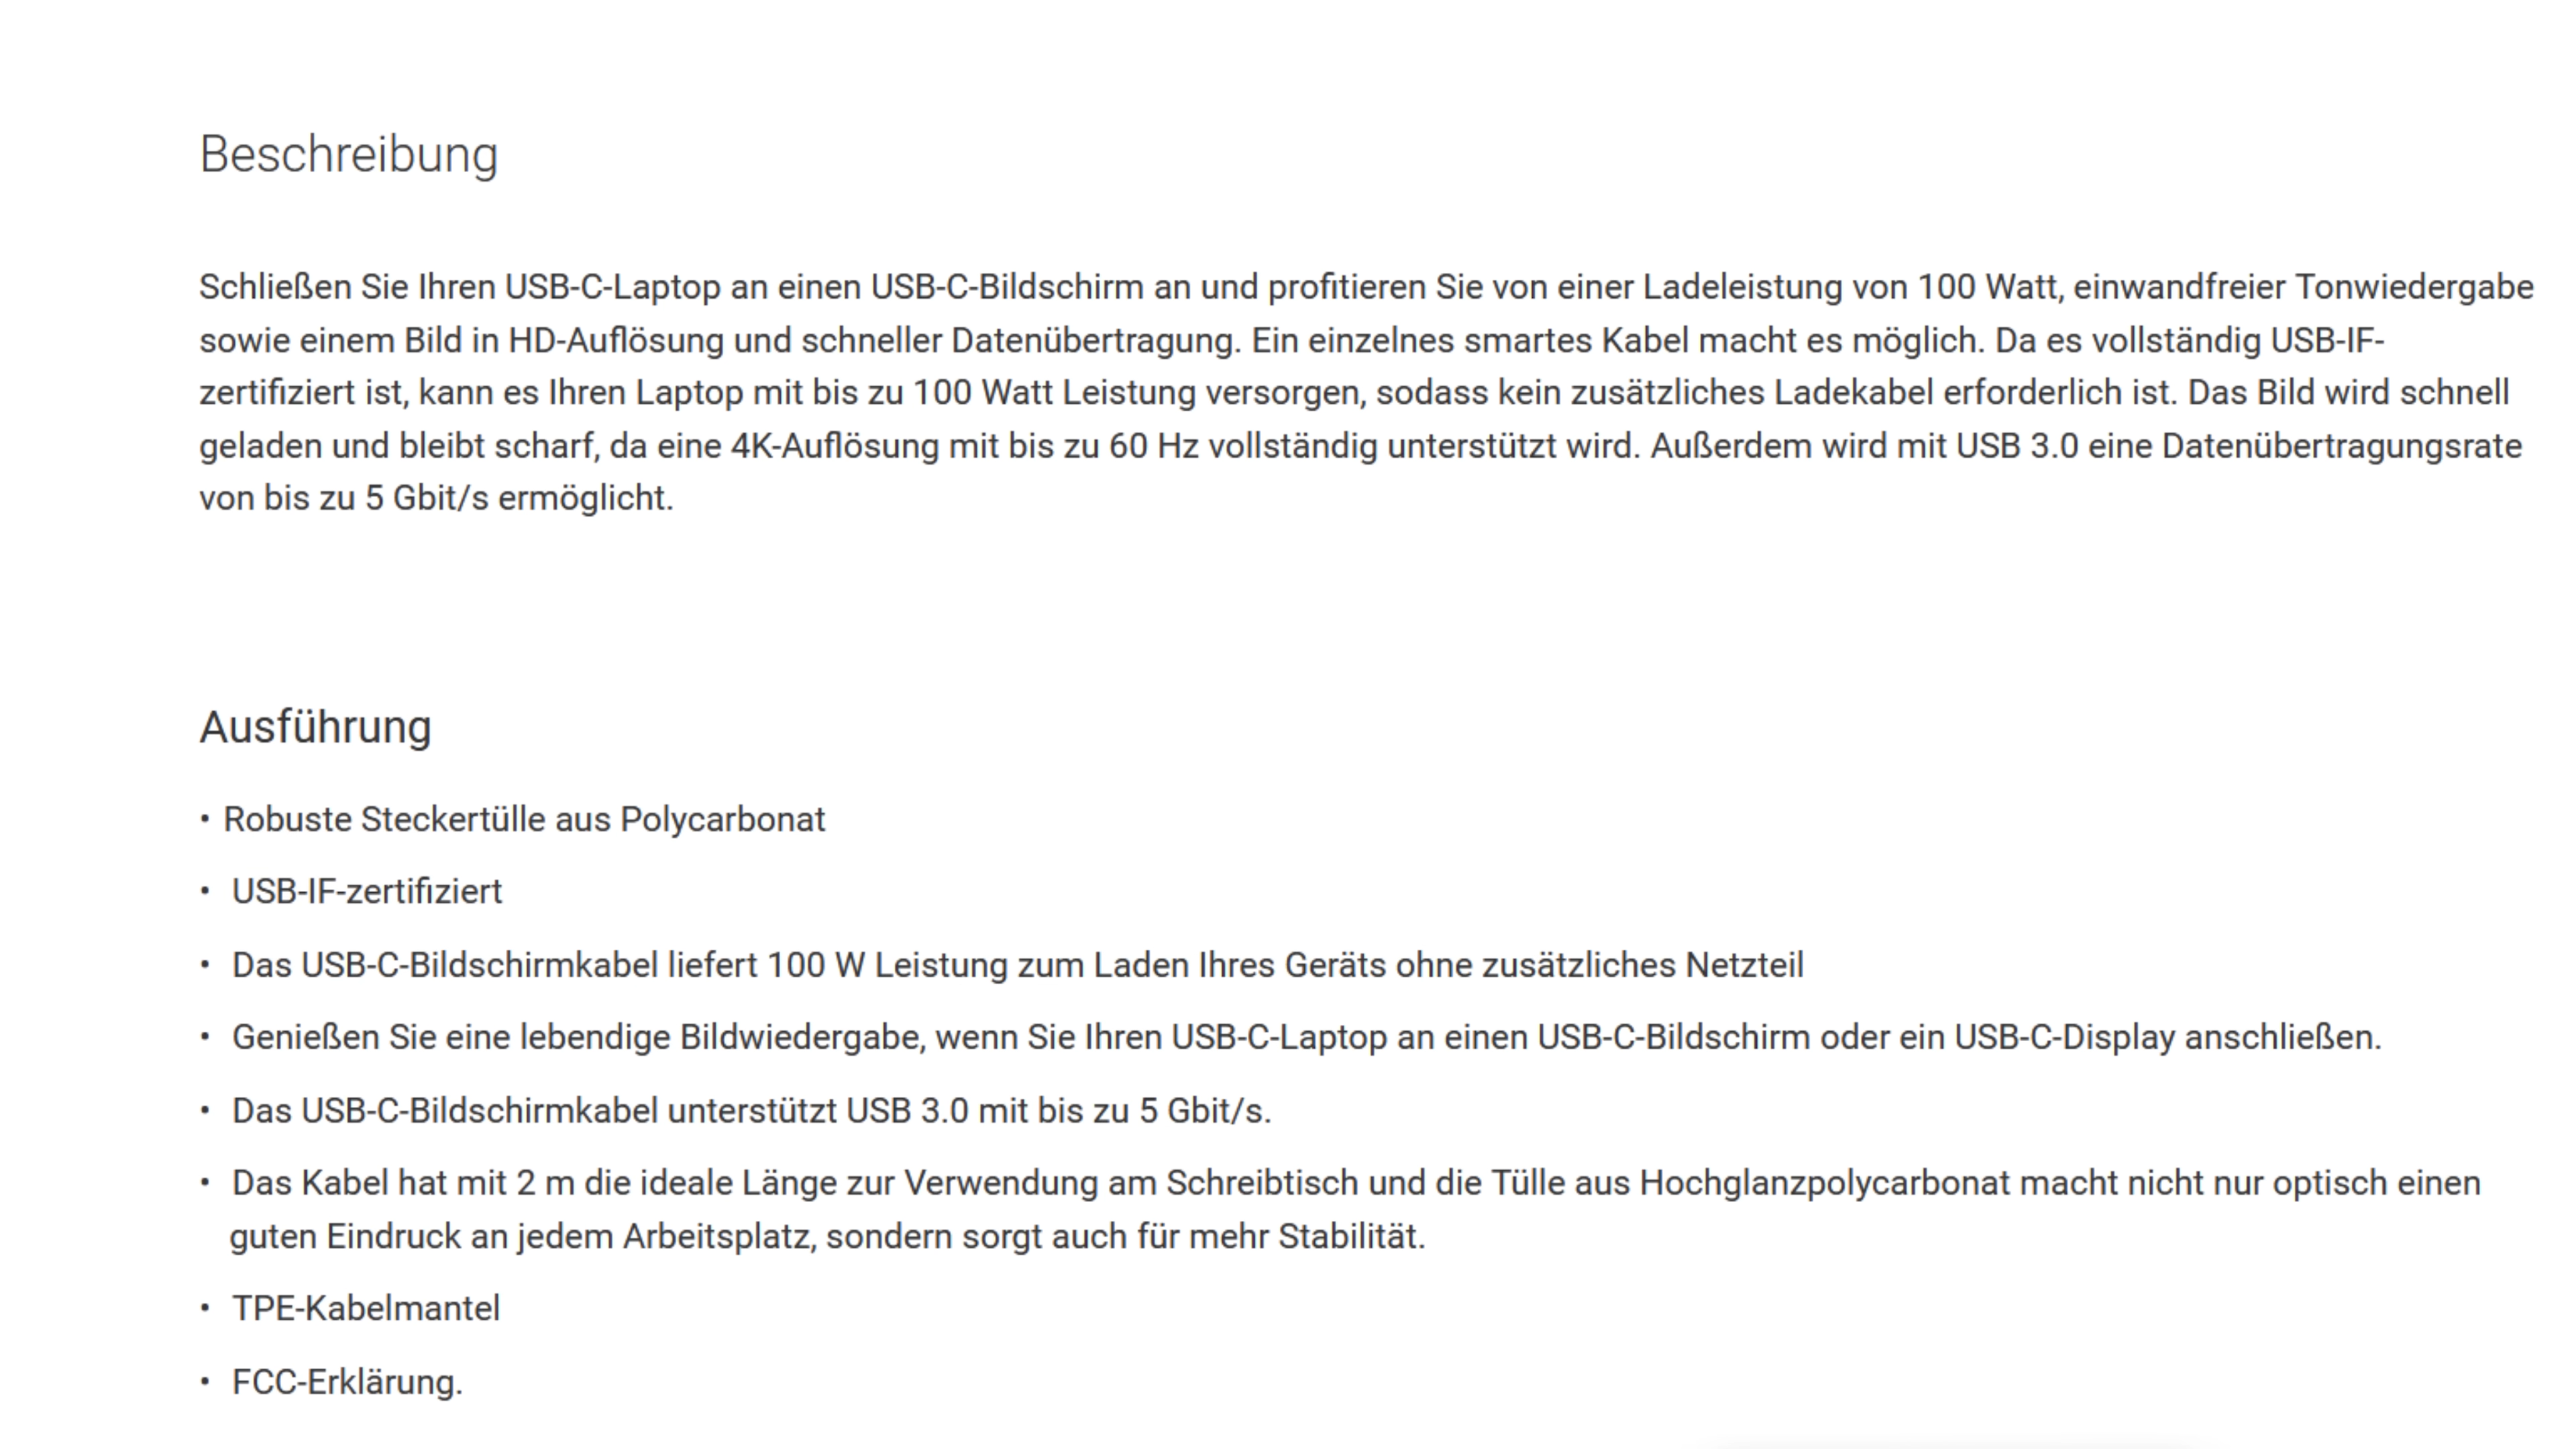 Beschreibung
Schließen Sie Ihren USB-C-Laptop an einen USB-C-Bildschirm an und profitieren Sie von einer Ladeleistung von 100 Watt, einwandfreier Tonwiedergabe
sowie einem Bild in HD-Auflösung und schneller Datenübertragung. Ein einzelnes smartes Kabel macht es möglich. Da es vollständig USB-IF-
zertifiziert ist, kann es Ihren Laptop mit bis zu 100 Watt Leistung versorgen, sodass kein zusätzliches Ladekabel erforderlich ist. Das Bild wird schnell
geladen und bleibt scharf, da eine 4K-Auflösung mit bis zu 60 Hz vollständig unterstützt wird. Außerdem wird mit USB 3.0 eine Datenübertragungsrate
von bis zu 5 Gbit/s ermöglicht.
Ausführung
• Robuste Steckertülle aus Polycarbonat
• USB-IF-zertifiziert
• Das USB-C-Bildschirmkabel liefert 100 W Leistung zum Laden Ihres Geräts ohne zusätzliches Netzteil
• Genießen Sie eine lebendige Bildwiedergabe, wenn Sie Ihren USB-C-Laptop an einen USB-C-Bildschirm oder ein USB-C-Display anschließen.
• Das USB-C-Bildschirmkabel unterstützt USB 3.0 mit bis zu 5 Gbit/s.
• Das Kabel hat mit 2 m die ideale Länge zur Verwendung am Schreibtisch und die Tülle aus Hochglanzpolycarbonat macht nicht nur optisch einen
guten Eindruck an jedem Arbeitsplatz, sondern sorgt auch für mehr Stabilität.
• TPE-Kabelmantel
• FCC-Erklärung.